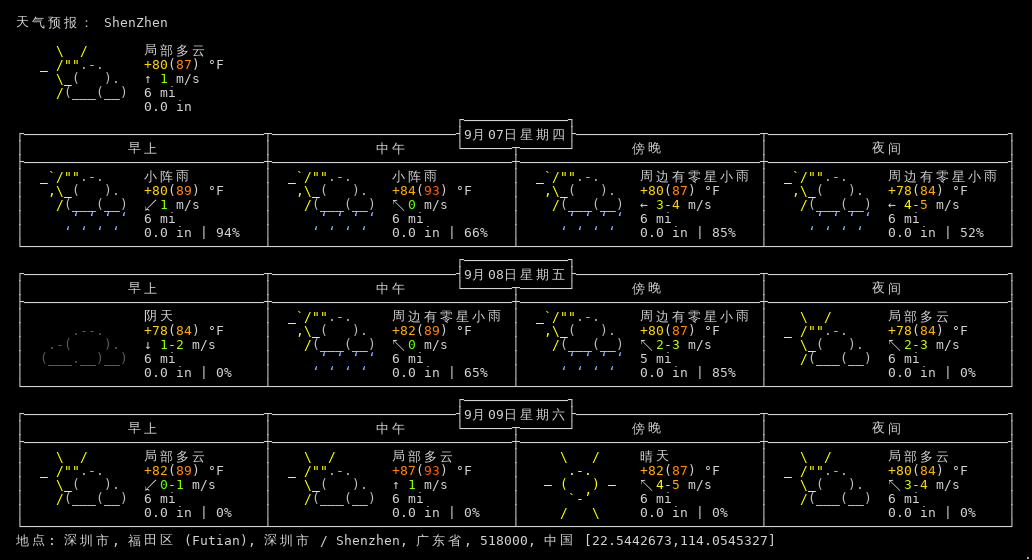 天气预报： ShenZhen
局部多云
+80(87) °F
↑ 1 m/s
6 mi
0.0 in
9月07日星期四
早上 中午 傍晚 夜间
小阵雨 小阵雨 周边有零星小雨 周边有零星小雨
+80(89) °F +84(93) °F +80(87) °F +78(84) °F
↙ 1 m/s ↖ 0 m/s ← 3-4 m/s ← 4-5 m/s
6 mi 6 mi 6 mi 6 mi
0.0 in | 94% 0.0 in | 66% 0.0 in | 85% 0.0 in | 52%
9月08日星期五
早上 中午 傍晚 夜间
阴天 周边有零星小雨 周边有零星小雨 局部多云
+78(84) °F +82(89) °F +80(87) °F +78(84) °F
↓ 1-2 m/s ↖ 0 m/s ↖ 2-3 m/s ↖ 2-3 m/s
6 mi 6 mi 5 mi 6 mi
0.0 in | 0% 0.0 in | 65% 0.0 in | 85% 0.0 in | 0%
9月09日星期六
早上 中午 傍晚 夜间
局部多云 局部多云 晴天 局部多云
+82(89) °F +87(93) °F +82(87) °F +80(84) °F
↙ 0-1 m/s ↑ 1 m/s ↖ 4-5 m/s ↖ 3-4 m/s
6 mi 6 mi 6 mi 6 mi
0.0 in | 0% 0.0 in | 0% 0.0 in | 0% 0.0 in | 0%
地点: 深圳市, 福田区 (Futian), 深圳市 / Shenzhen, 广东省, 518000, 中国 [22.5442673,114.0545327]